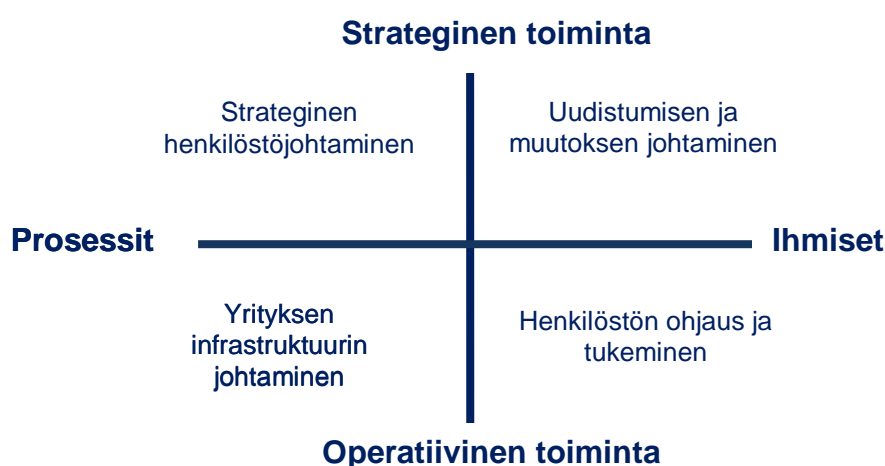 Strateginen toiminta
Strateginen
henkilöstöjohtaminen
Uudistumisen ja
muutoksen johtaminen
Prosessit
Ihmiset
Yrityksen
infrastruktuurin
johtaminen
Henkilöstön ohjaus ja
tukeminen
Operatiivinen toiminta